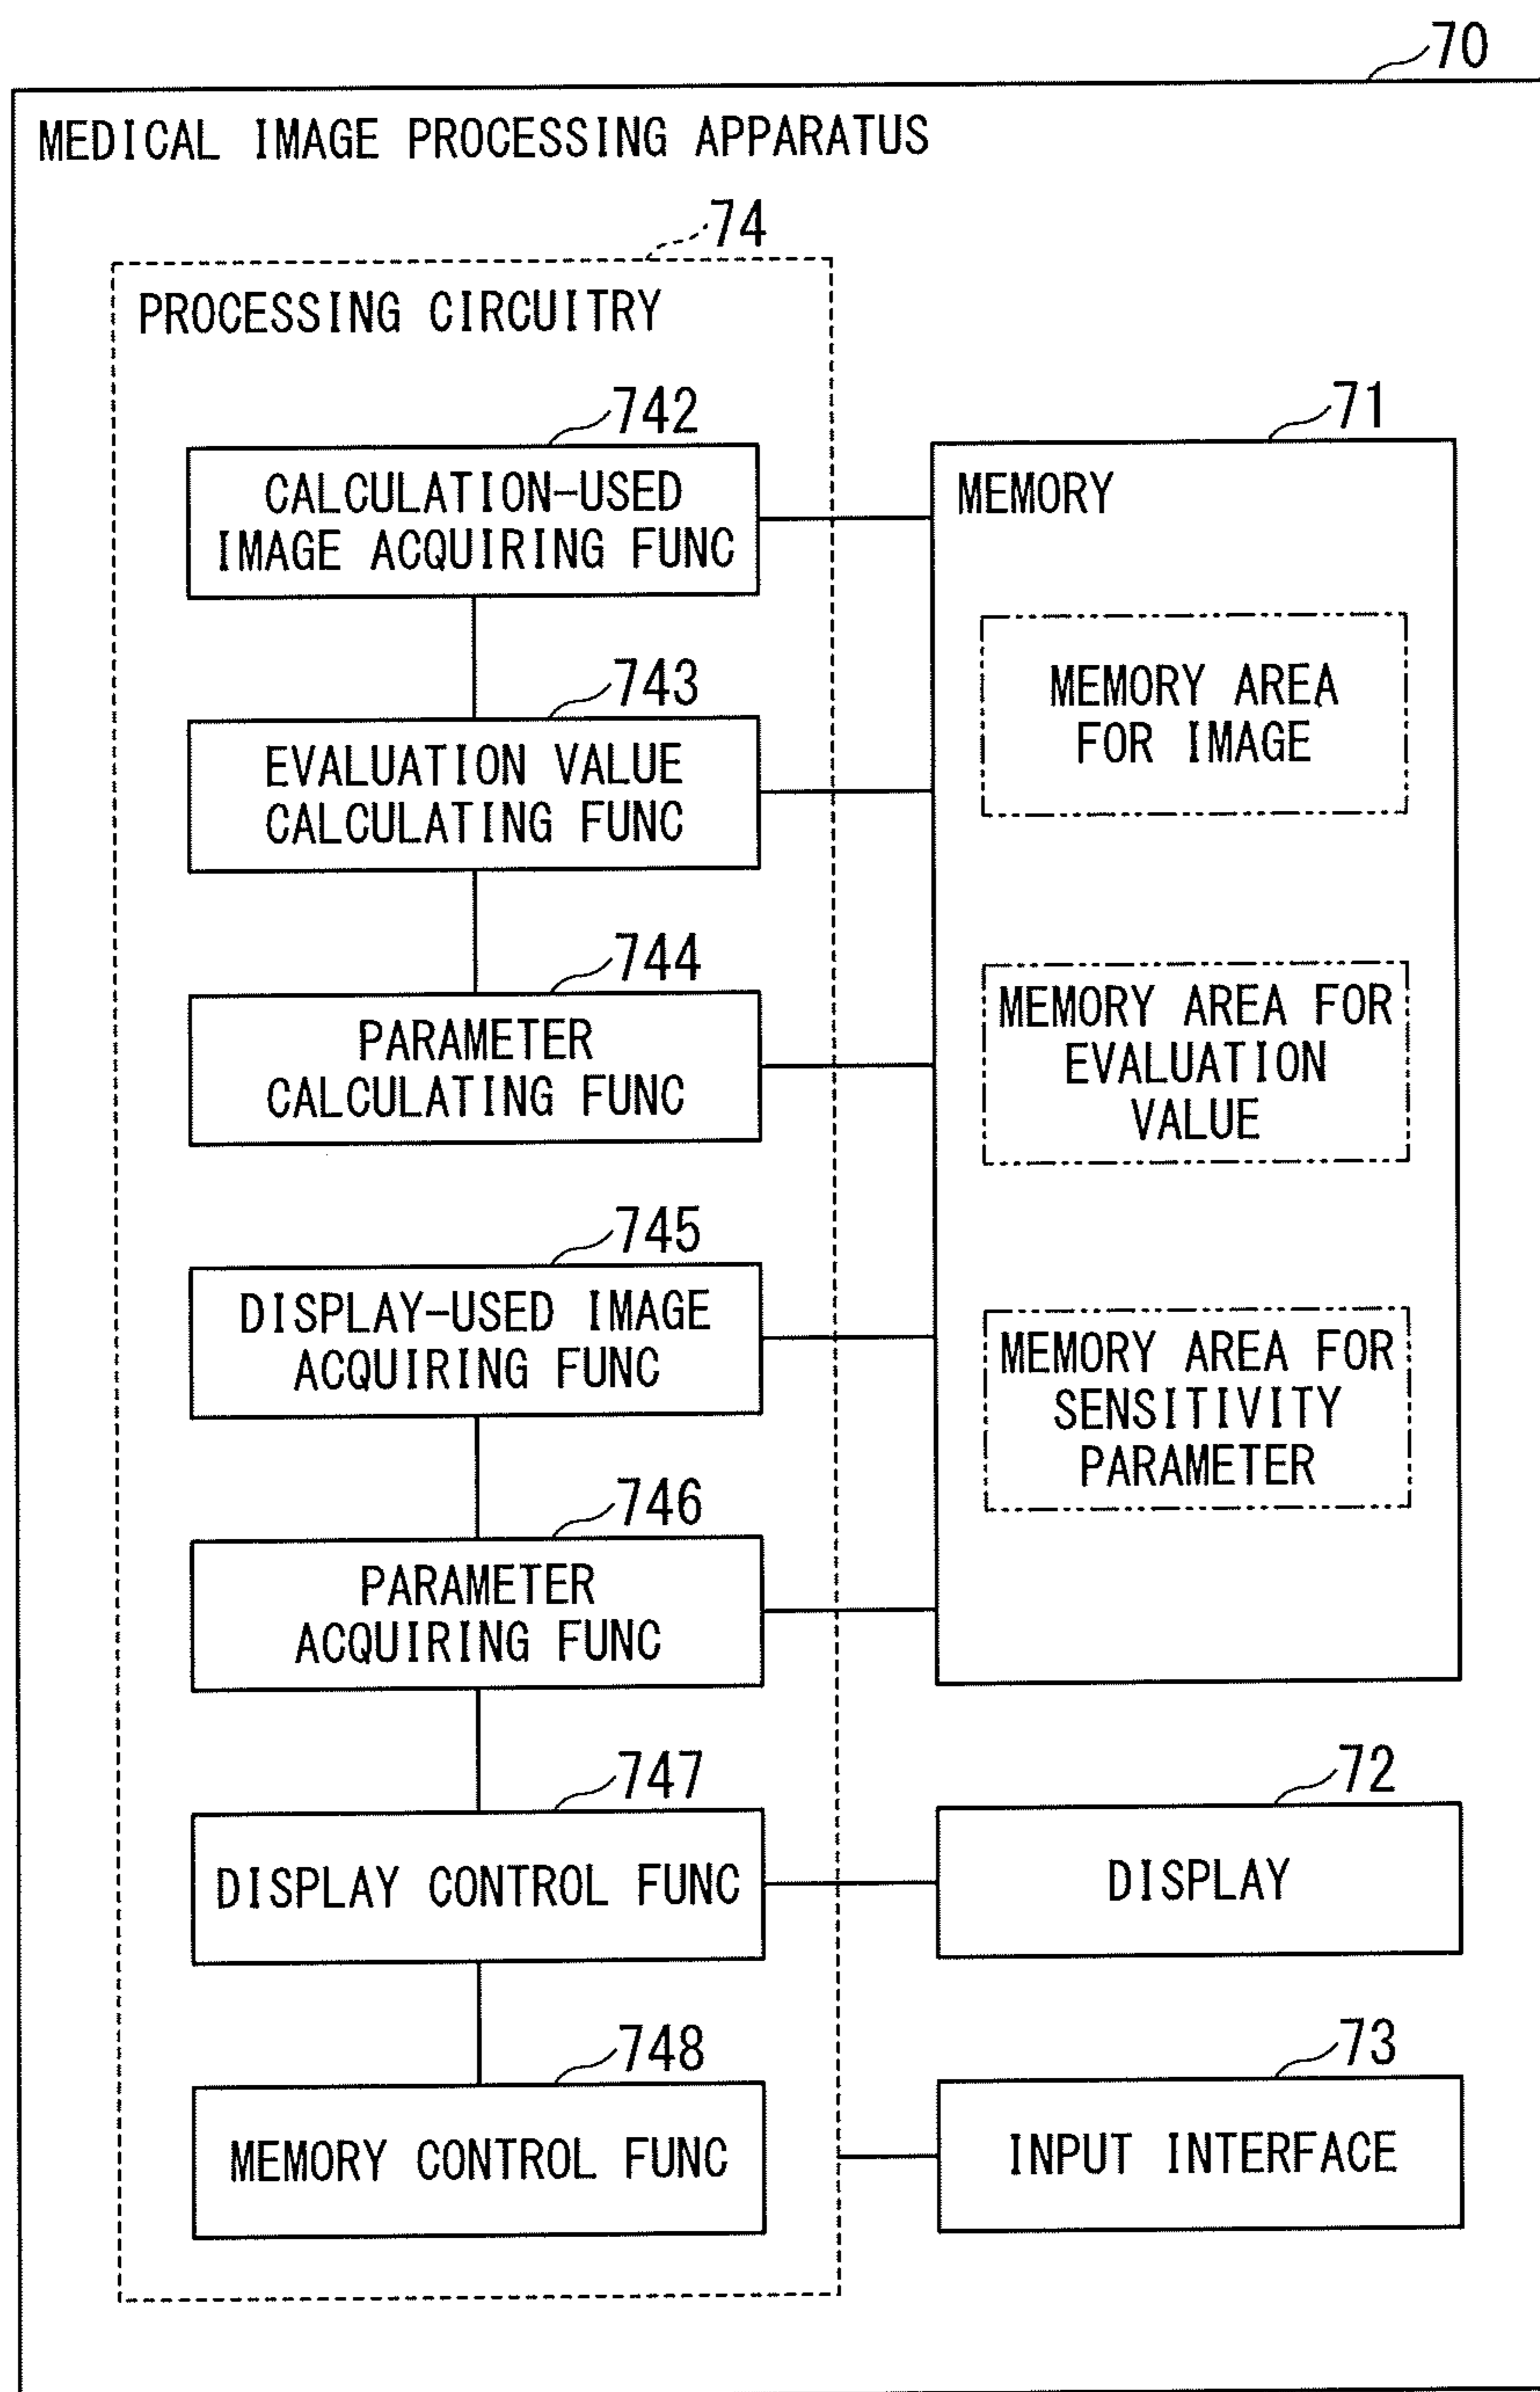 70
MEDICAL IMAGE PROCESSING APPARATUS
74
PROCESSING CIRCUITRY
742
CALCULATION-USED
IMAGE ACQUIRING FUNC
743
EVALUATION VALUE
CALCULATING FUNC
744
PARAMETER
CALCULATING FUNC
745
DISPLAY-USED IMAGE
ACQUIRING FUNC
746
PARAMETER
ACQUIRING FUNC
747
DISPLAY CONTROL FUNC
748
MEMORY CONTROL FUNC
71
MEMORY
MEMORY AREA
FOR IMAGE
MEMORY AREA FOR
EVALUATION
VALUE
MEMORY AREA FOR
SENSITIVITY
PARAMETER
72
DISPLAY
73
INPUT INTERFACE